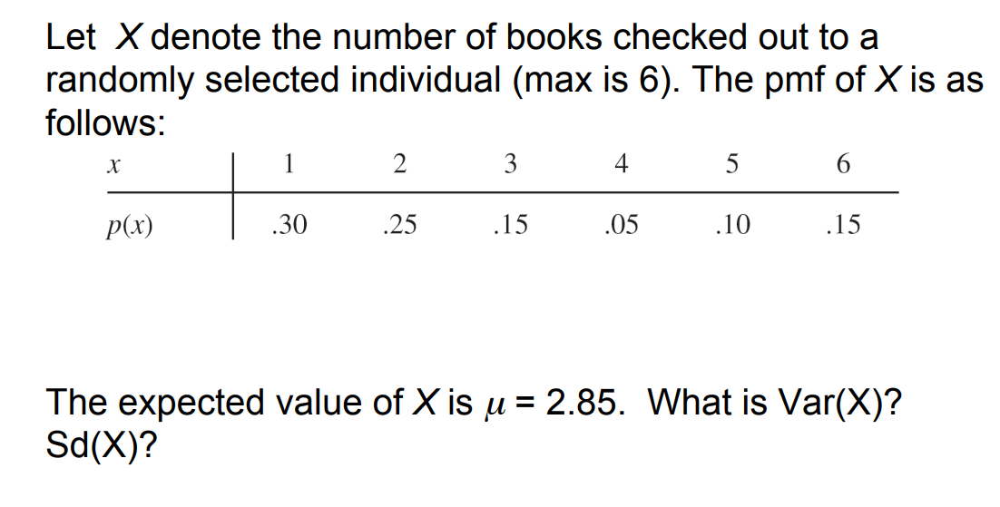 Let X denote the number of books checked out to a
randomly selected individual (max is 6). The pmf of X is as
follows:
x 1 2 3 4 5 6
p(x) .30 .25 .15 .05 .10 .15
The expected value of X is μ = 2.85. What is Var(X)?
Sd(X)?